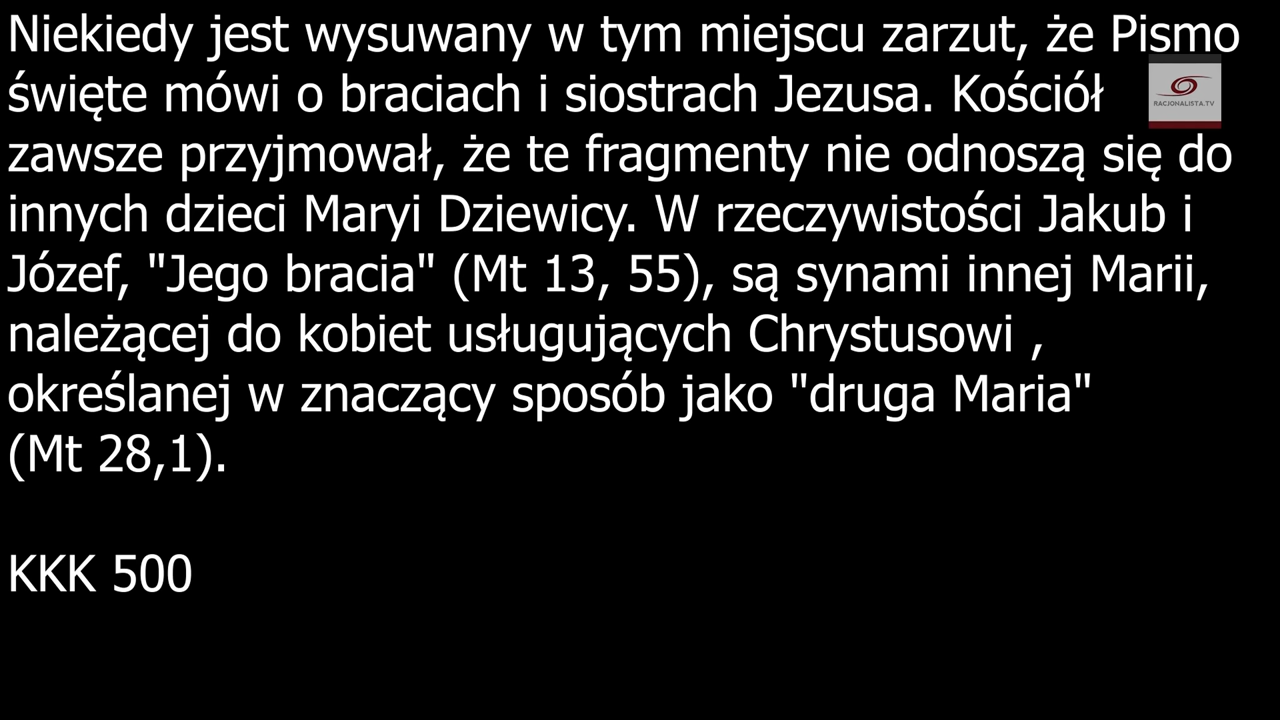 Niekiedy jest wysuwany w tym miejscu zarzut, że Pismo
święte mówi o braciach i siostrach Jezusa. Kościół
RACJONALISTA.TV
zawsze przyjmował, że te fragmenty nie odnoszą się do
innych dzieci Maryi Dziewicy. W rzeczywistości Jakub i
Józef, "Jego bracia" (Mt 13, 55), są synami innej Marii,
należącej do kobiet usługujących Chrystusowi ,
określanej w znaczący sposób jako "druga Maria"
(Mt 28,1).
KKK 500